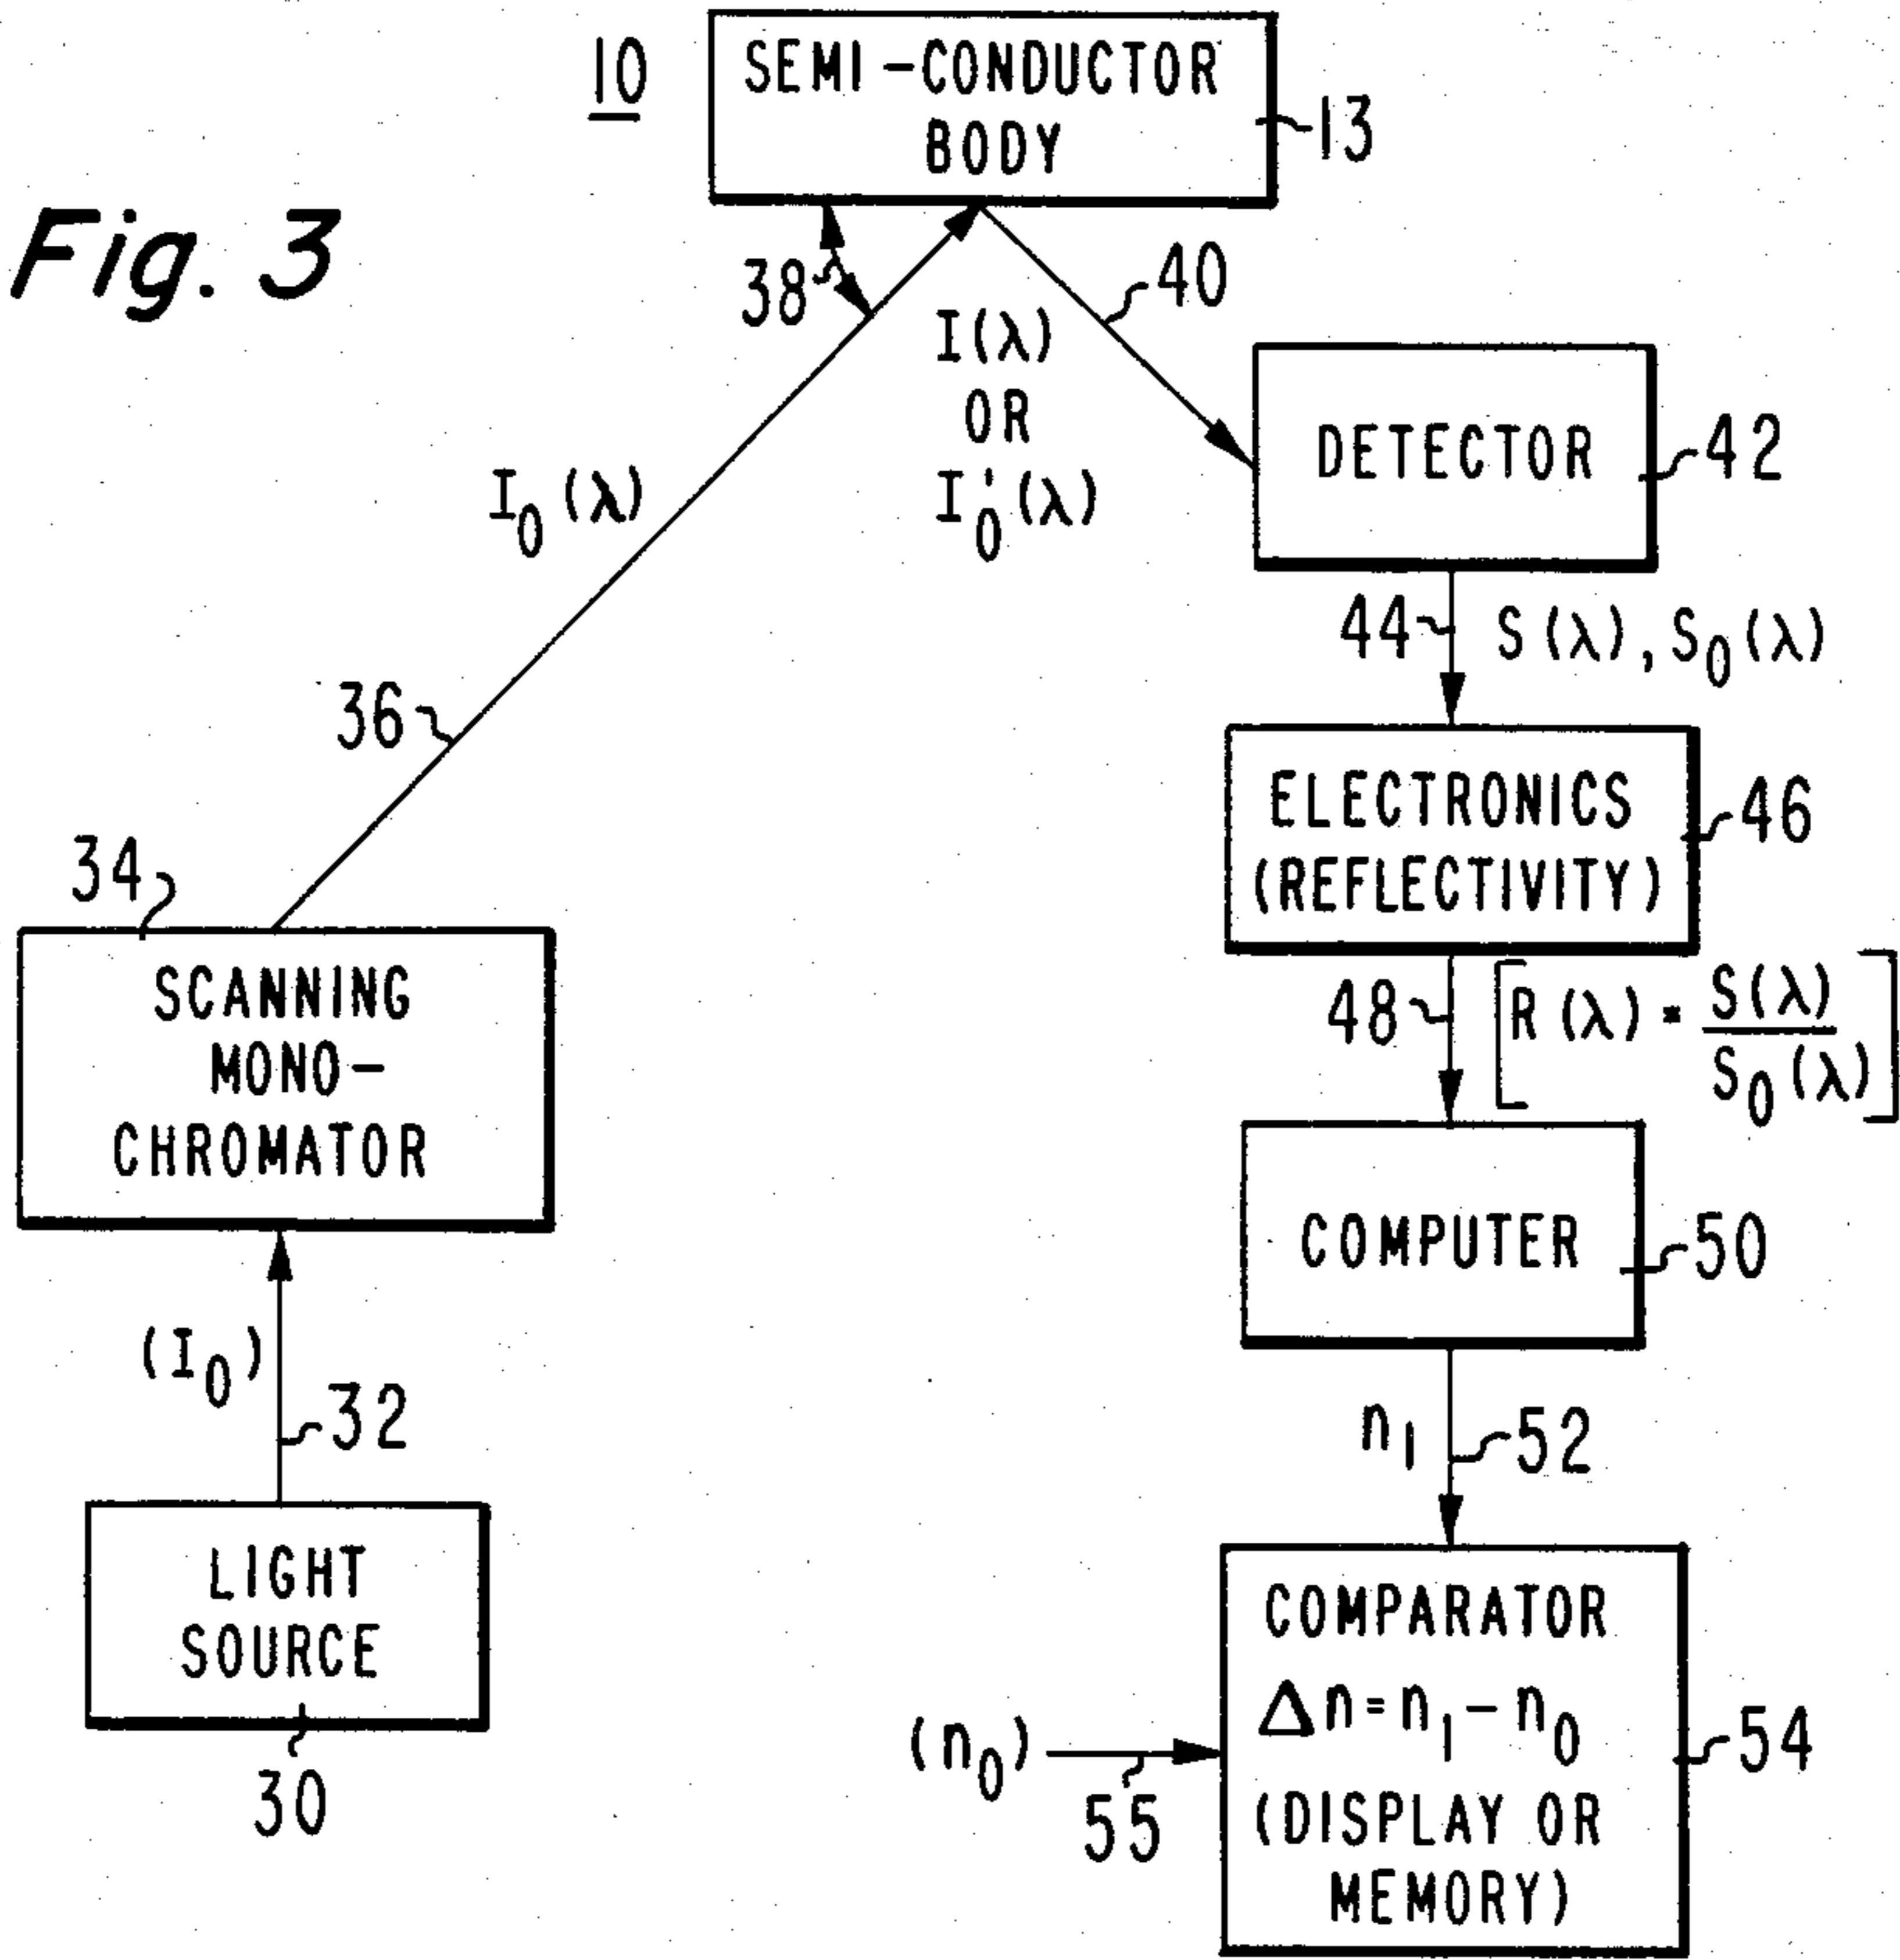 Fig. 3
10
SEMI-CONDUCTOR
BODY
13
38
40
I(λ)
OR
I₀'(λ)
I₀(λ)
36
DETECTOR
42
44
S(λ), S₀(λ)
ELECTRONICS
(REFLECTIVITY)
46
48
[R(λ) = S(λ)
S₀(λ)]
34
SCANNING
MONO-
CHROMATOR
(I₀)
32
LIGHT
SOURCE
30
COMPUTER
50
n₁
52
COMPARATOR
Δn=n₁-n₀
(DISPLAY OR
MEMORY)
54
(n₀)
55